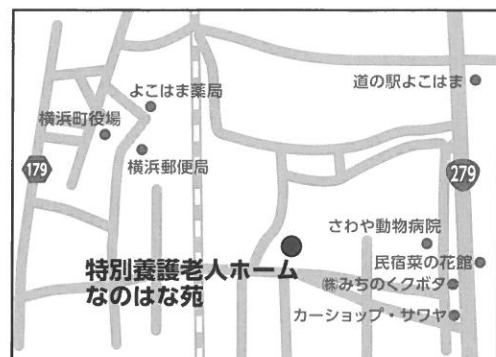 道の駅よこはま
よこはま薬局
横浜町役場
横浜郵便局
179
279
さわや動物病院
民宿菜の花館
特別養護老人ホーム
なのはな苑
㈱みちのくクボタ
カーショップ・サワヤ